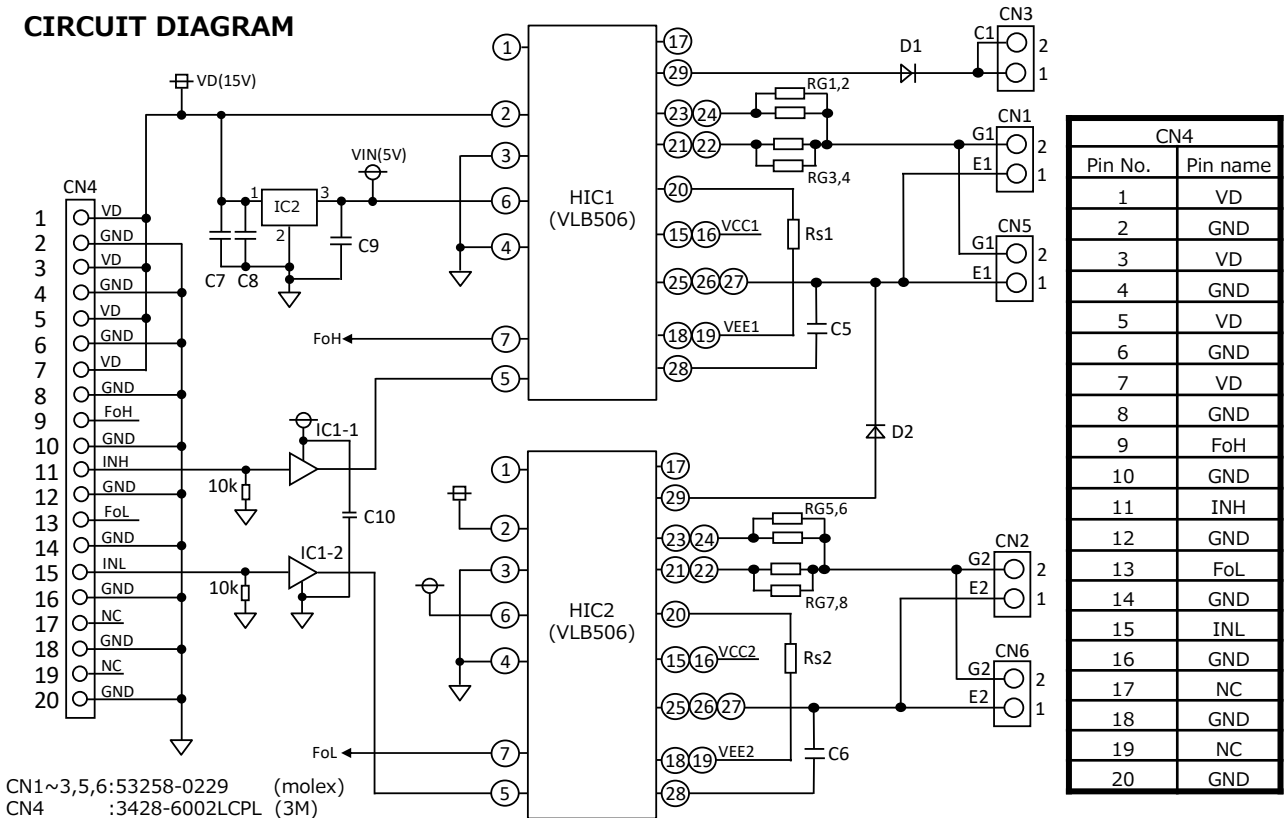 CIRCUIT DIAGRAM
VD(15V)
VIN(5V)
CN4
1 VD
2 GND
3 VD
4 GND
5 VD
6 GND
7 VD
8 GND
9 FoH
10 GND
11 INH
12 GND
13 FoL
14 GND
15 INL
16 GND
17 NC
18 GND
19 NC
20 GND
1 IC2 3
2
C7 C8
C9
FoH
IC1-1
10k
C10
IC1-2
10k
FoL
1
2
3
6
4
7
5
HIC1
(VLB506)
17
29
23 24
21 22
20
15 16 VCC1
25 26 27
18 19 VEE1
28
RG1,2
RG3,4
Rs1
C5
D1
D2
CN3
C1 2
1
CN1
G1 2
E1 1
CN5
G1 2
E1 1
1
2
3
6
4
7
5
HIC2
(VLB506)
17
29
23 24
21 22
20
15 16 VCC2
25 26 27
18 19 VEE2
28
RG5,6
RG7,8
Rs2
C6
CN2
G2 2
E2 1
CN6
G2 2
E2 1
CN4
Pin No. Pin name
1 VD
2 GND
3 VD
4 GND
5 VD
6 GND
7 VD
8 GND
9 FoH
10 GND
11 INH
12 GND
13 FoL
14 GND
15 INL
16 GND
17 NC
18 GND
19 NC
20 GND
CN1~3,5,6:53258-0229 (molex)
CN4 :3428-6002LCPL (3M)